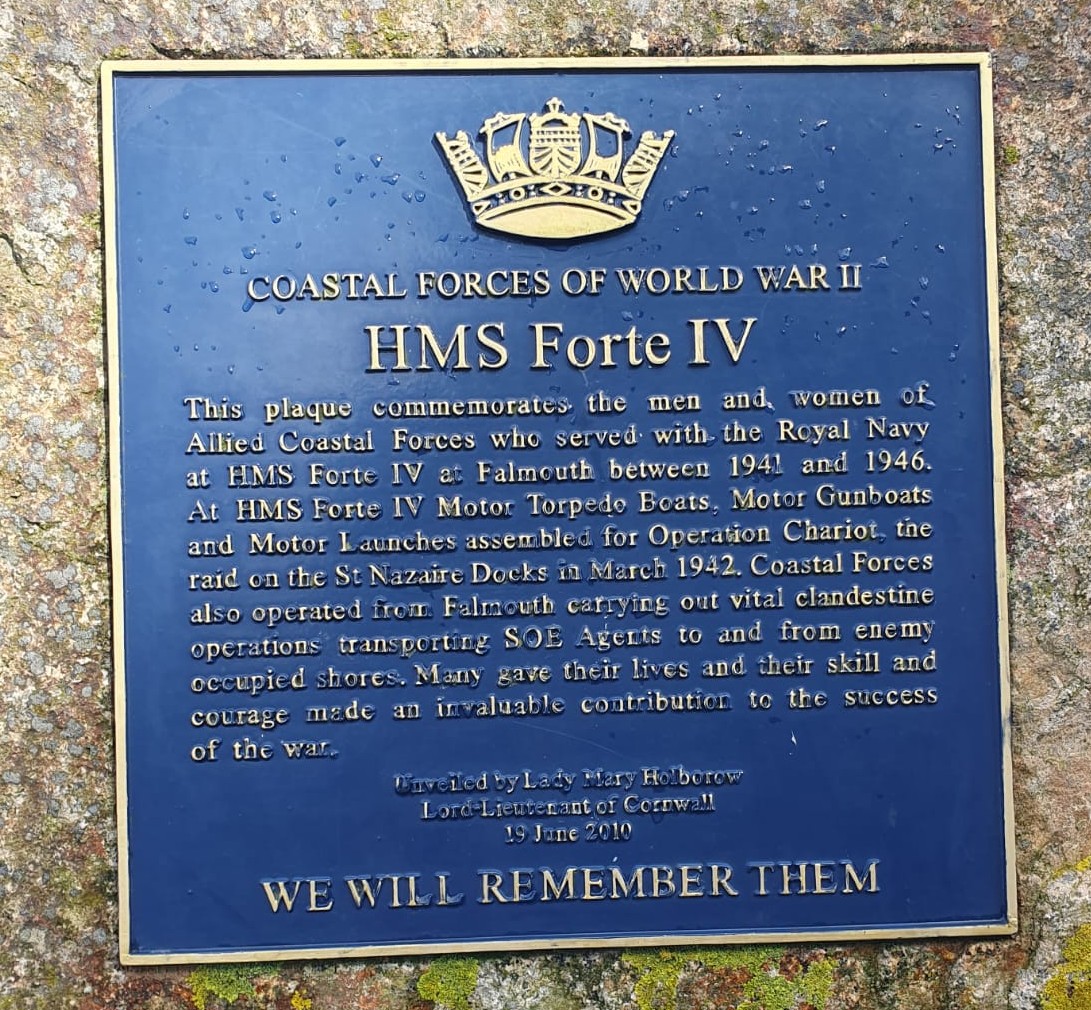 COASTAL FORCES OF WORLD WAR II
HMS Forte IV
This plaque commemorates the men and women of
Allied Coastal Forces who served with the Royal Navy
at HMS Forte IV at Falmouth between 1941 and 1946.
At HMS Forte IV Motor Torpedo Boats, Motor Gunboats
and Motor Launches assembled for Operation Chariot, the
raid on the St Nazaire Docks in March 1942. Coastal Forces
also operated from Falmouth carrying out vital clandestine
operations transporting SOE Agents to and from enemy
occupied shores. Many gave their lives and their skill and
courage made an invaluable contribution to the success
of the war.
Unveiled by Lady Mary Holborow
Lord-Lieutenant of Cornwall
19 June 2010
WE WILL REMEMBER THEM